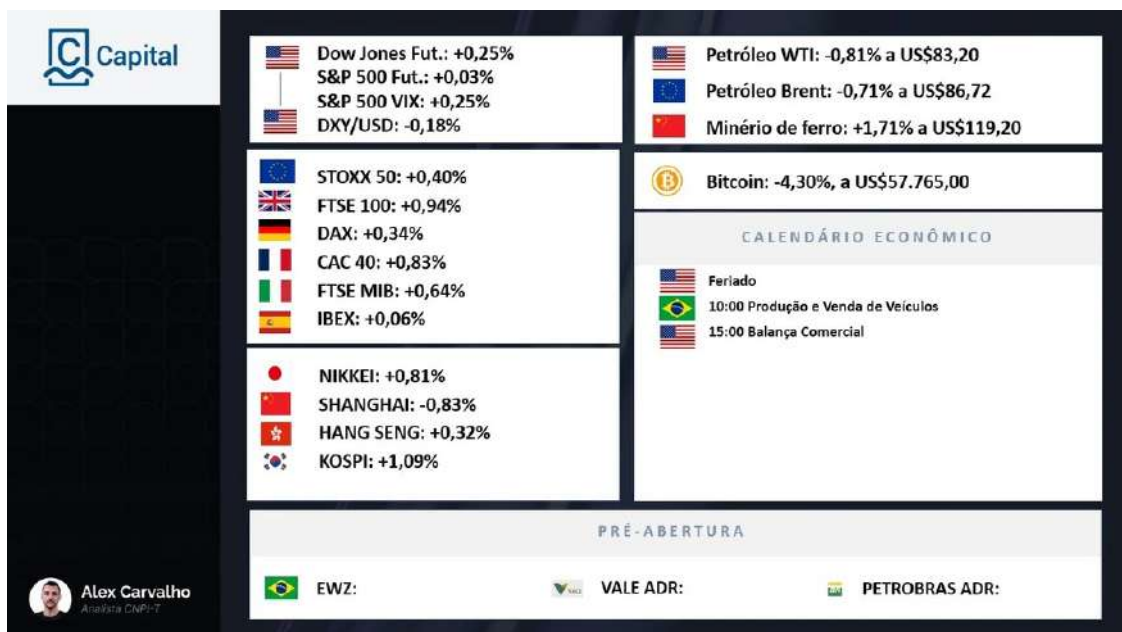 C Capital
Dow Jones Fut.: +0,25%
S&P 500 Fut.: +0,03%
S&P 500 VIX: +0,25%
DXY/USD: -0,18%
STOXX 50: +0,40%
FTSE 100: +0,94%
DAX: +0,34%
CAC 40: +0,83%
FTSE MIB: +0,64%
IBEX: +0,06%
NIKKEI: +0,81%
SHANGHAI: -0,83%
HANG SENG: +0,32%
KOSPI: +1,09%
Petróleo WTI: -0,81% a US$83,20
Petróleo Brent: -0,71% a US$86,72
Minério de ferro: +1,71% a US$119,20
Bitcoin: -4,30%, a US$57.765,00
CALENDÁRIO ECONÔMICO
Feriado
10:00 Produção e Venda de Veículos
15:00 Balança Comercial
PRÉ-ABERTURA
EWZ:
VALE ADR:
PETROBRAS ADR:
Alex Carvalho
Analista CNPI-T